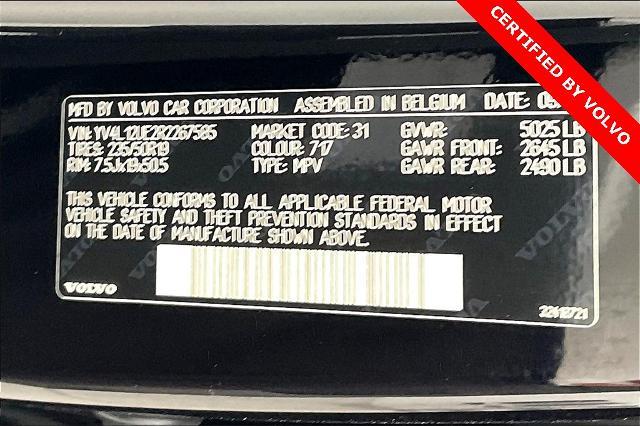 CERTIFIED BY VOLVO
MFD BY VOLVO CAR CORPORATION ASSEMBLED IN BELGIUM DATE:
VIN: YV4L12UE2R2267585 MARKET CODE: 31 GVWR: 5025 LB
TIRES: 235/50R19 COLOUR: 717 GAWR FRONT: 2645 LB
RIM: 7.5Jx19x50.5 TYPE: MPV GAWR REAR: 2490 LB
THIS VEHICLE CONFORMS TO ALL APPLICABLE FEDERAL MOTOR
VEHICLE SAFETY AND THEFT PREVENTION STANDARDS IN EFFECT
ON THE DATE OF MANUFACTURE SHOWN ABOVE.
VOLVO
32412721